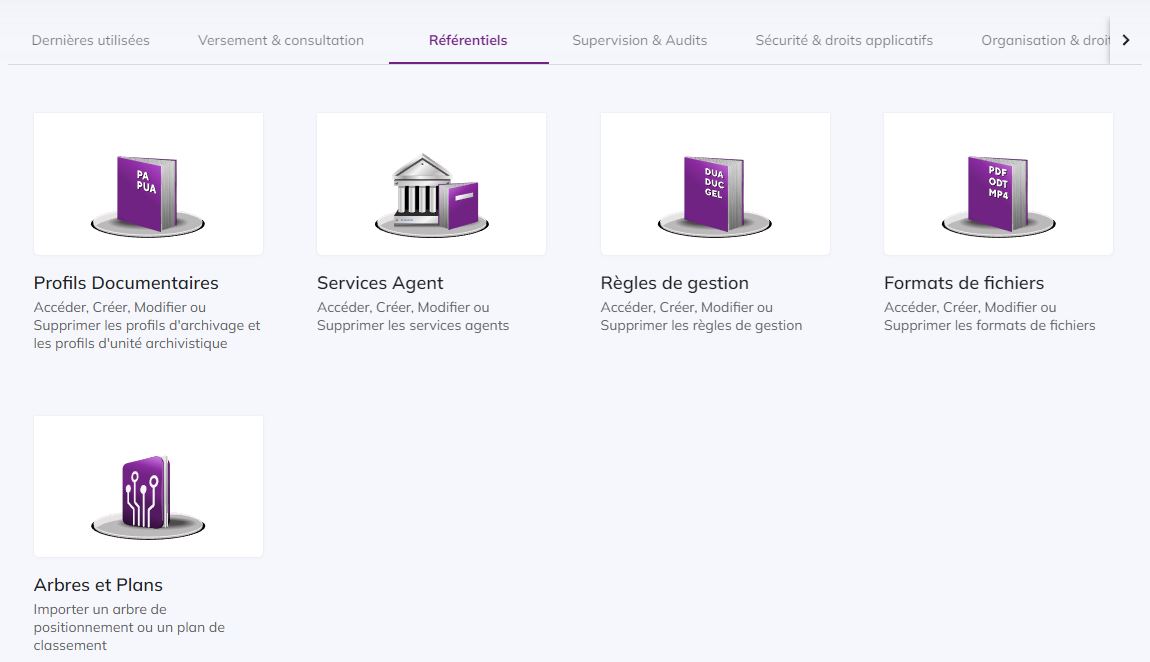 Dernières utilisées
Versement & consultation
Référentiels
Supervision & Audits
Sécurité & droits applicatifs
Organisation & droit
PA
PUA
DUA
DUC
GEL
PDF
ODT
MP4
Profils Documentaires
Accéder, Créer, Modifier ou
Supprimer les profils d'archivage et
les profils d'unité archivistique
Services Agent
Accéder, Créer, Modifier ou
Supprimer les services agents
Règles de gestion
Accéder, Créer, Modifier ou
Supprimer les règles de gestion
Formats de fichiers
Accéder, Créer, Modifier ou
Supprimer les formats de fichiers
Arbres et Plans
Importer un arbre de
positionnement ou un plan de
classement